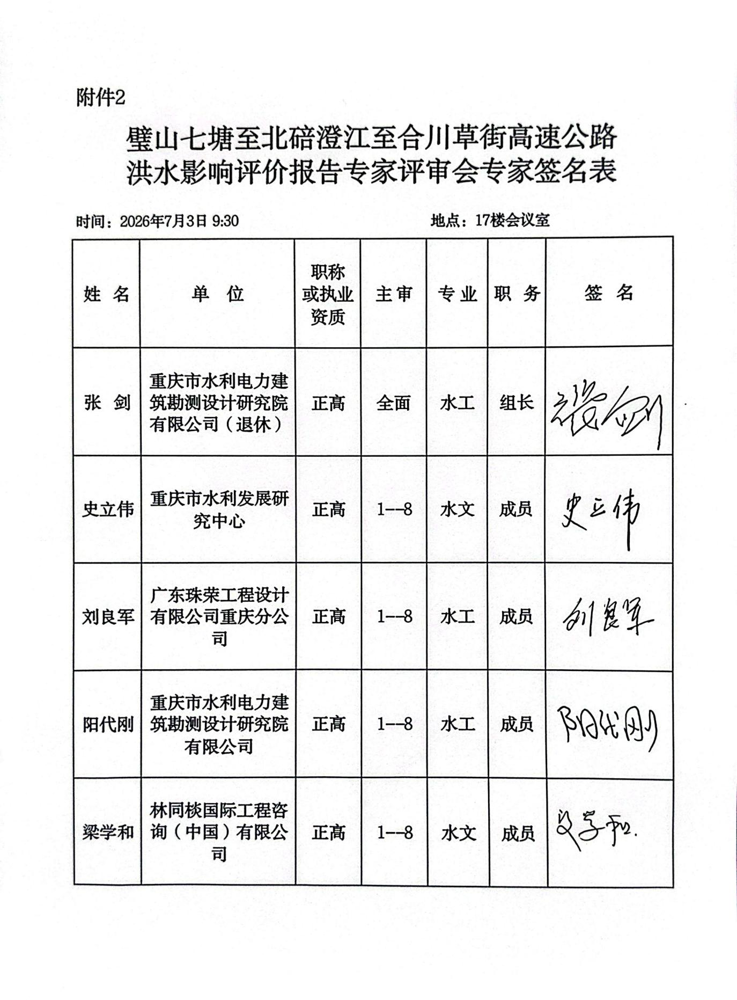 附件2
璧山七塘至北碚澄江至合川草街高速公路
洪水影响评价报告专家评审会专家签名表
时间：2026年7月3日 9:30 地点：17楼会议室
姓 名 单 位 职称 主审 专业 职 务 签 名
或执业
资质
张 剑 重庆市水利电力建 正高 全面 水工 组长 张剑
筑勘测设计研究院
有限公司（退休）
史立伟 重庆市水利发展研 正高 1--8 水文 成员 史立伟
究中心
刘良军 广东珠荣工程设计 正高 1--8 水工 成员 刘良军
有限公司重庆分公
司
阳代刚 重庆市水利电力建 正高 1--8 水工 成员 阳代刚
筑勘测设计研究院
有限公司
梁学和 林同棪国际工程咨 正高 1--8 水文 成员 梁学和
询（中国）有限公
司